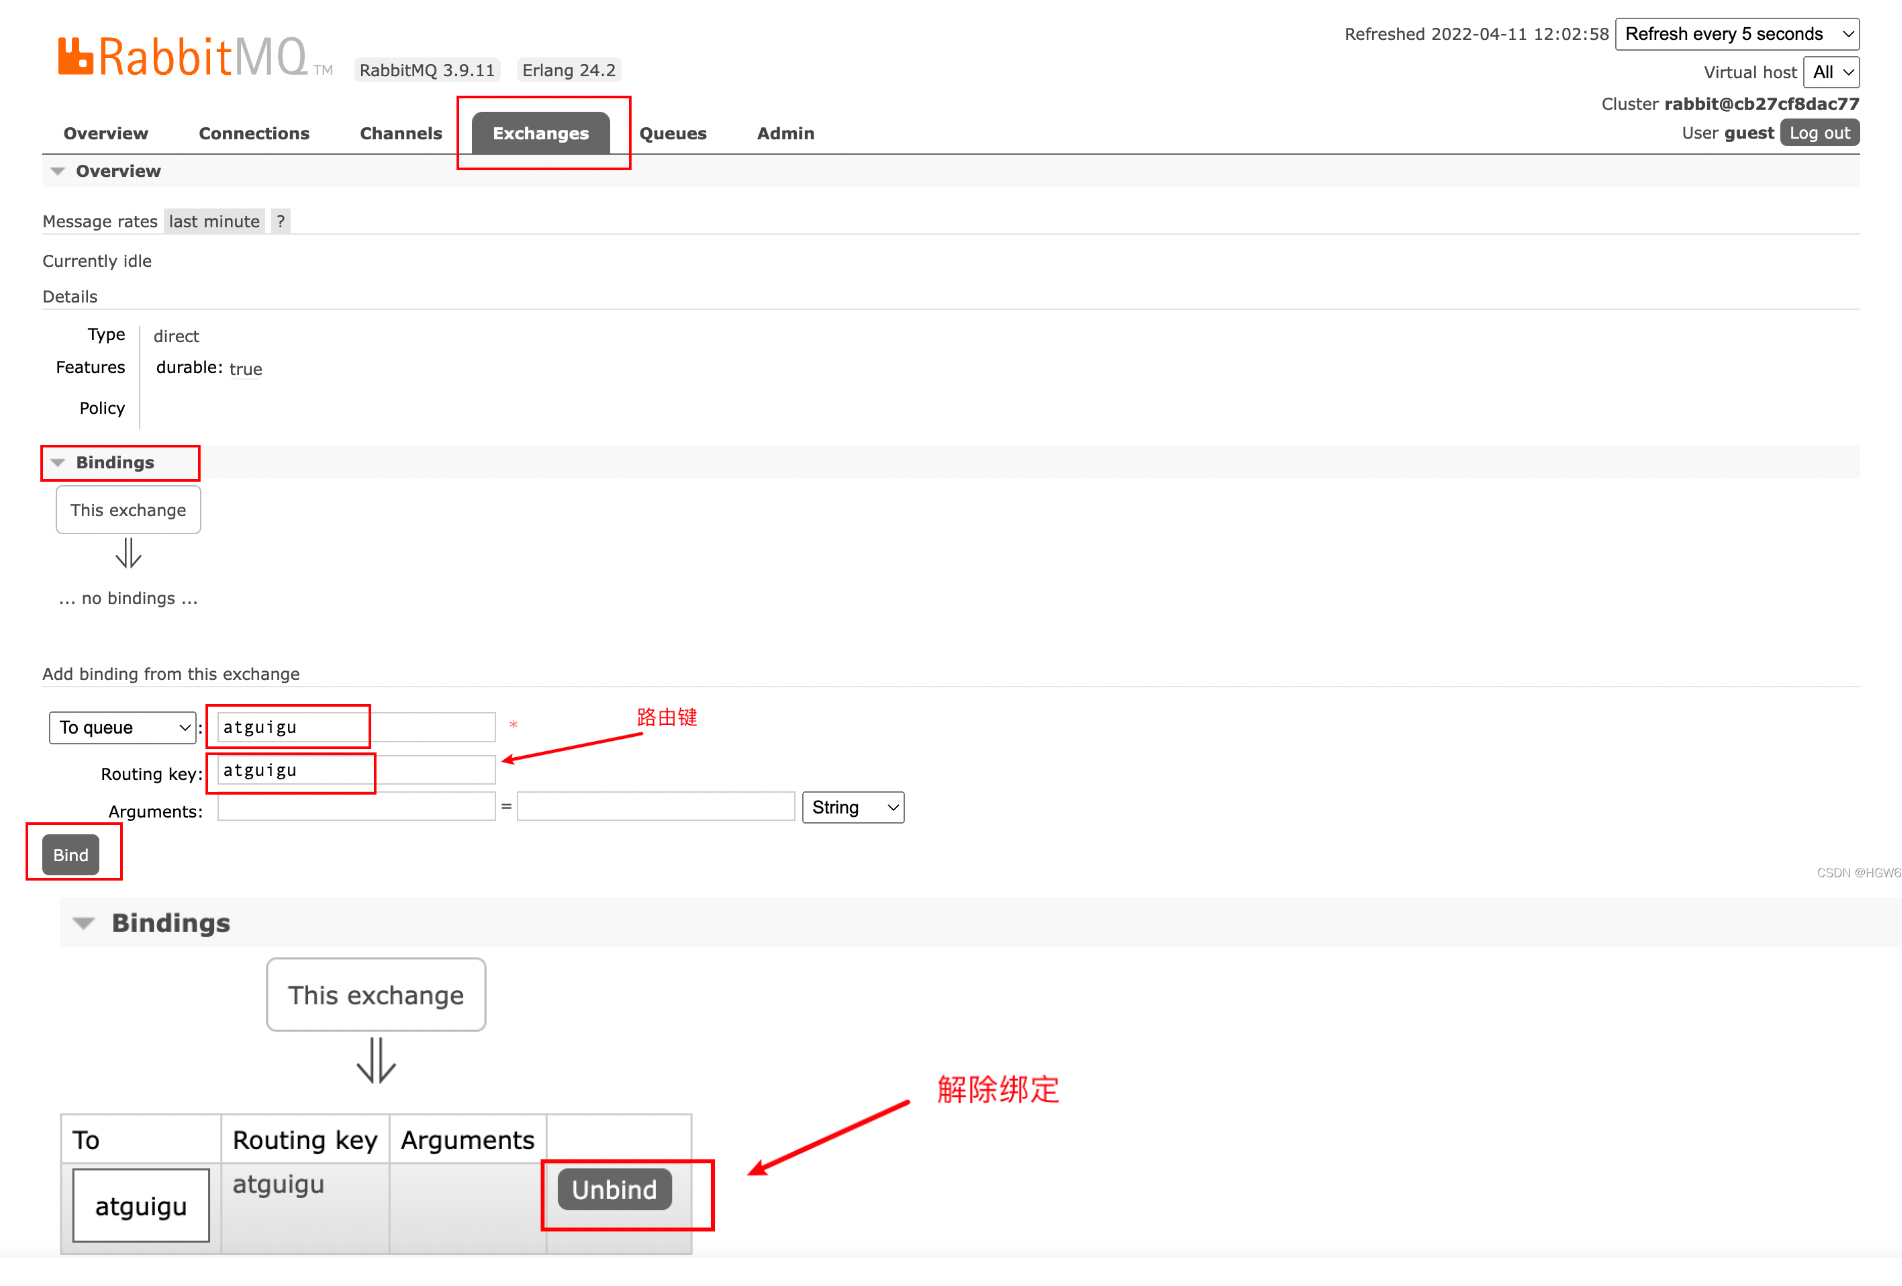 RabbitMQ TM RabbitMQ 3.9.11 Erlang 24.2
Refreshed 2022-04-11 12:02:58 Refresh every 5 seconds
Virtual host All
Cluster rabbit@cb27cf8dac77
User guest Log out
Overview Connections Channels Exchanges Queues Admin
Overview
Message rates last minute ?
Currently idle
Details
Type direct
Features durable: true
Policy
Bindings
This exchange
... no bindings ...
Add binding from this exchange
To queue : atguigu *
路由键
Routing key: atguigu
Arguments: = String
Bind
CSDN @HGW6
Bindings
This exchange
解除绑定
To Routing key Arguments
atguigu atguigu Unbind